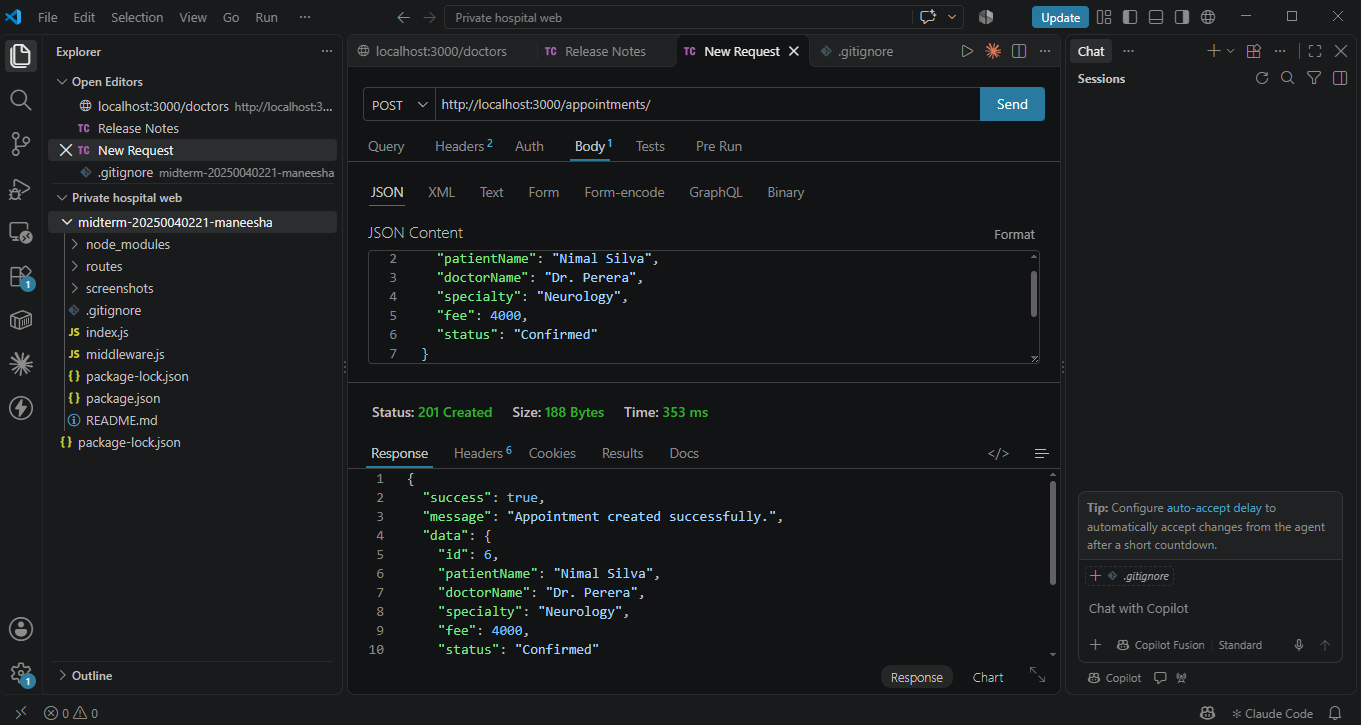 File Edit Selection View Go Run ···
Private hospital web
Update
Explorer
Open Editors
localhost:3000/doctors http://localhost:3...
TC Release Notes
TC New Request
.gitignore midterm-20250040221-maneesha
Private hospital web
midterm-20250040221-maneesha
node_modules
routes
screenshots
.gitignore
JS index.js
JS middleware.js
{} package-lock.json
{} package.json
README.md
{} package-lock.json
Outline
1
1
localhost:3000/doctors
TC Release Notes
TC New Request
.gitignore
POST
http://localhost:3000/appointments/
Send
Query Headers 2 Auth Body 1 Tests Pre Run
JSON XML Text Form Form-encode GraphQL Binary
JSON Content
Format
2 "patientName": "Nimal Silva",
3 "doctorName": "Dr. Perera",
4 "specialty": "Neurology",
5 "fee": 4000,
6 "status": "Confirmed"
7 }
Status: 201 Created Size: 188 Bytes Time: 353 ms
Response Headers 6 Cookies Results Docs
</>
1 {
2 "success": true,
3 "message": "Appointment created successfully.",
4 "data": {
5 "id": 6,
6 "patientName": "Nimal Silva",
7 "doctorName": "Dr. Perera",
8 "specialty": "Neurology",
9 "fee": 4000,
10 "status": "Confirmed"
Response Chart
Chat
Sessions
Tip: Configure auto-accept delay to
automatically accept changes from the agent
after a short countdown.
.gitignore
Chat with Copilot
Copilot Fusion Standard
Copilot
0 0
Claude Code